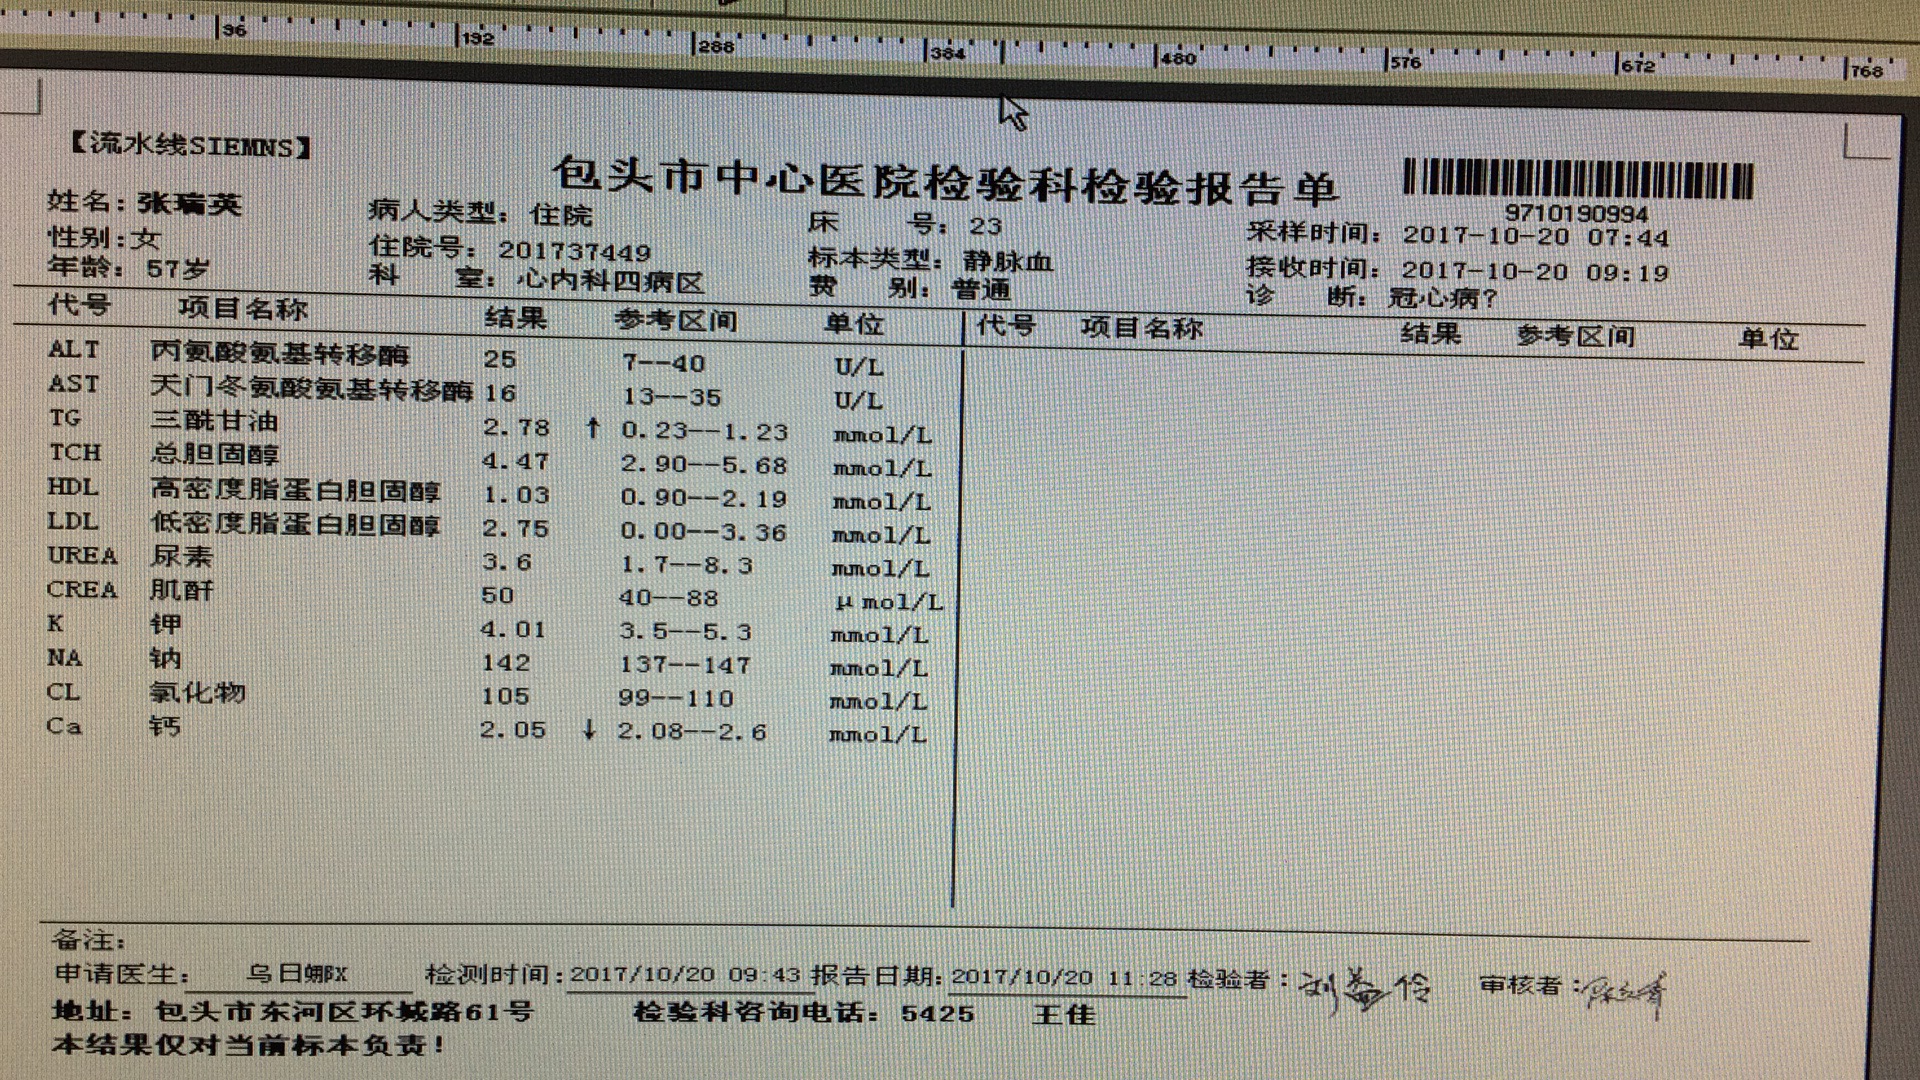 96 192 288 384 480 576 672 768
【流水线SIEMNS】
包头市中心医院检验科检验报告单
9710190994
姓名：张瑞英 病人类型：住院 床 号：23 采样时间：2017-10-20 07:44
性别:女 住院号：201737449 标本类型：静脉血 接收时间：2017-10-20 09:19
年龄：57岁 科 室：心内科四病区 费 别：普通 诊 断：冠心病?
代号 项目名称 结果 参考区间 单位 代号 项目名称 结果 参考区间 单位
ALT 丙氨酸氨基转移酶 25 7--40 U/L
AST 天门冬氨酸氨基转移酶 16 13--35 U/L
TG 三酰甘油 2.78 ↑ 0.23--1.23 mmol/L
TCH 总胆固醇 4.47 2.90--5.68 mmol/L
HDL 高密度脂蛋白胆固醇 1.03 0.90--2.19 mmol/L
LDL 低密度脂蛋白胆固醇 2.75 0.00--3.36 mmol/L
UREA 尿素 3.6 1.7--8.3 mmol/L
CREA 肌酐 50 40--88 μmol/L
K 钾 4.01 3.5--5.3 mmol/L
NA 钠 142 137--147 mmol/L
CL 氯化物 105 99--110 mmol/L
Ca 钙 2.05 ↓ 2.08--2.6 mmol/L
备注：
申请医生： 乌日娜BX 检测时间:2017/10/20 09:43 报告日期:2017/10/20 11:28 检验者： 审核者：
地址：包头市东河区环城路61号 检验科咨询电话：5425 王佳
本结果仅对当前标本负责！